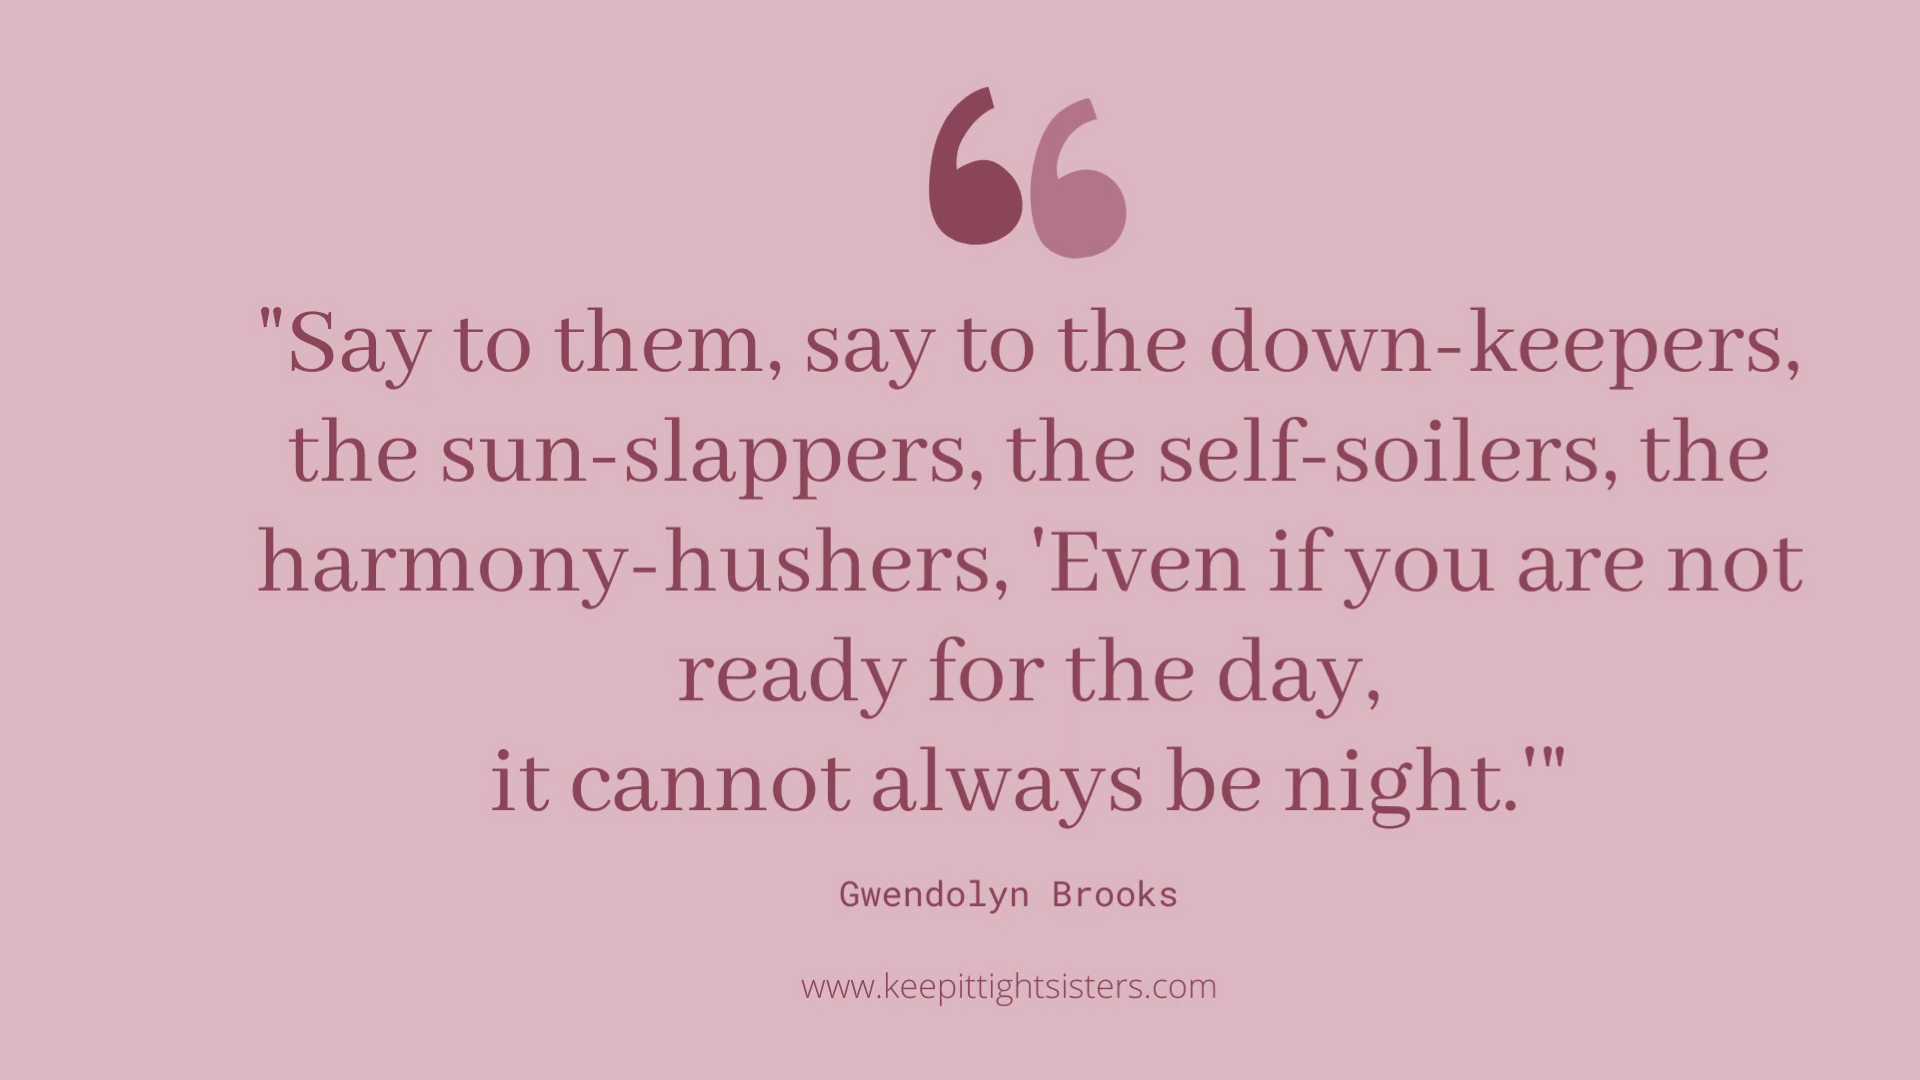 "Say to them, say to the down-keepers,
the sun-slappers, the self-soilers, the
harmony-hushers, 'Even if you are not
ready for the day,
it cannot always be night.'"
Gwendolyn Brooks
www.keepittightsisters.com